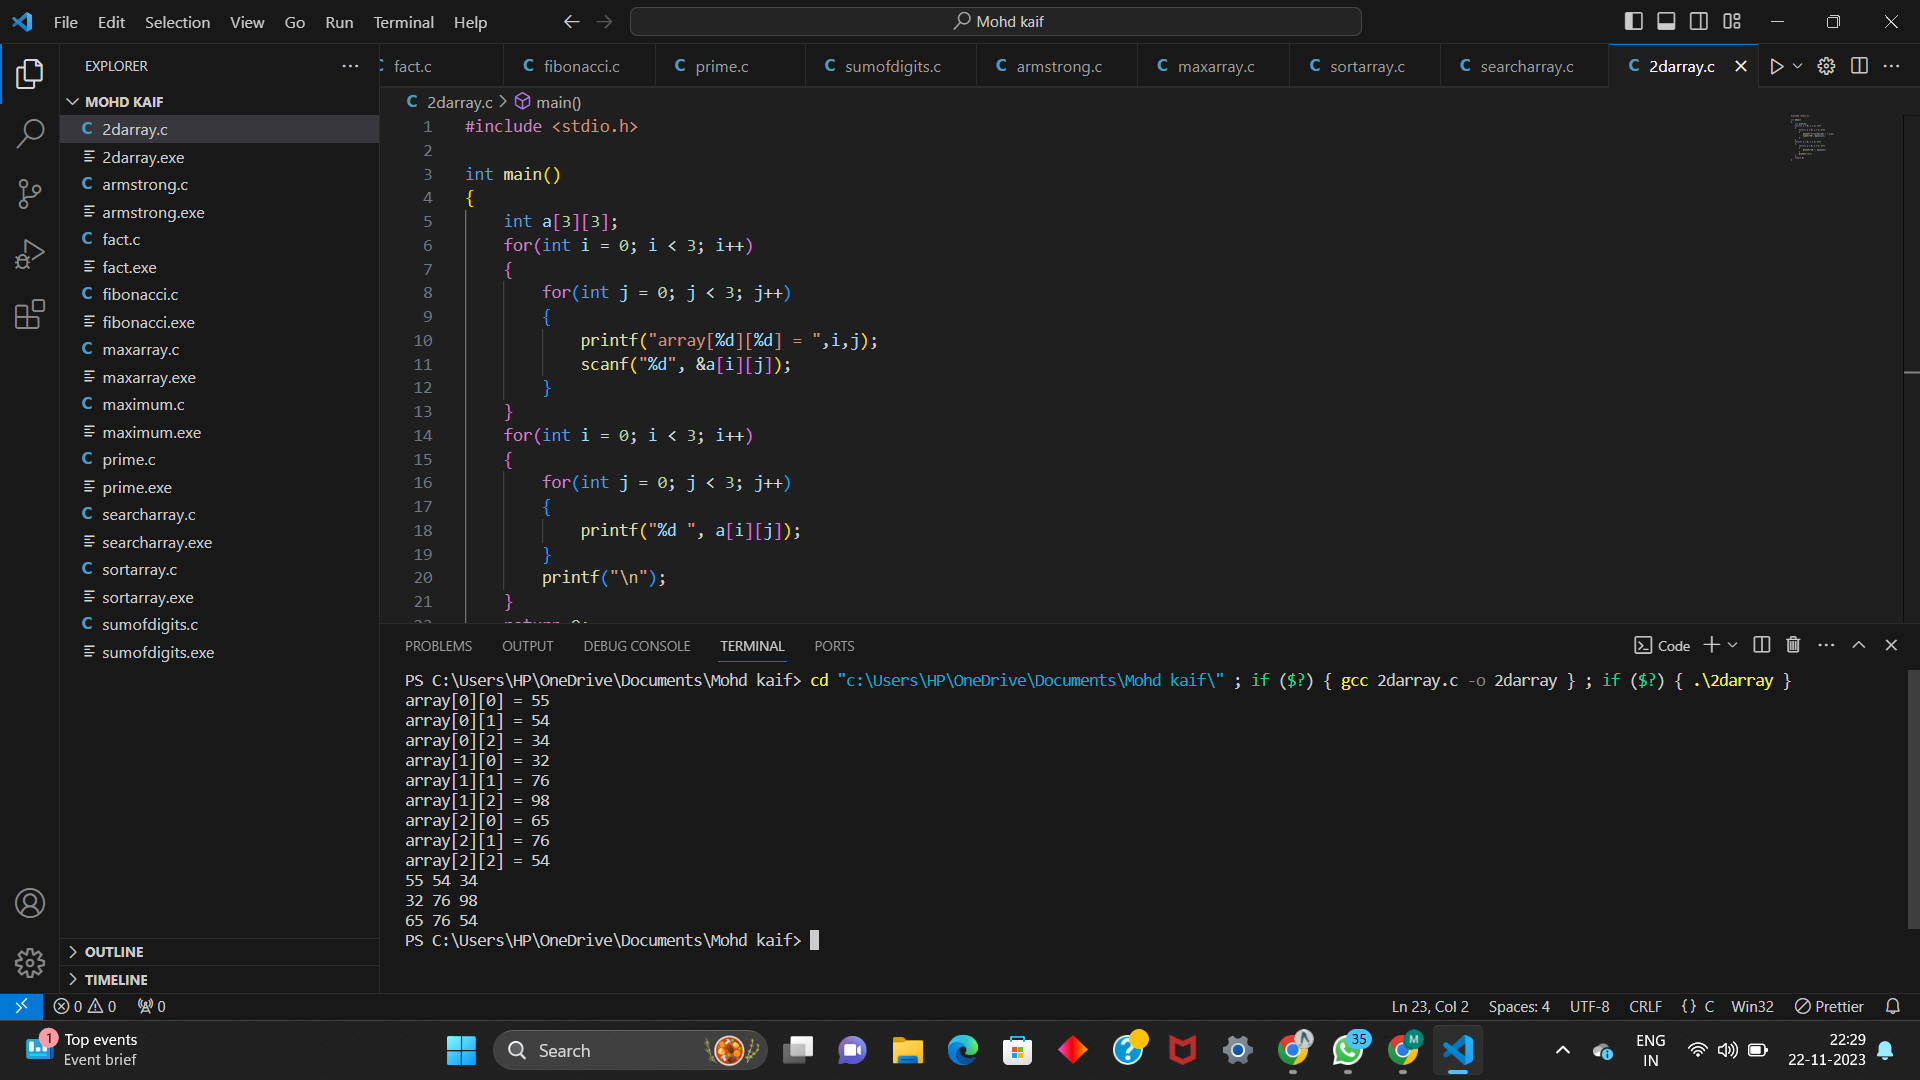 File Edit Selection View Go Run Terminal Help
Mohd kaif
EXPLORER
fact.c
fibonacci.c
prime.c
sumofdigits.c
armstrong.c
maxarray.c
sortarray.c
searcharray.c
2darray.c
MOHD KAIF
2darray.c
2darray.exe
armstrong.c
armstrong.exe
fact.c
fact.exe
fibonacci.c
fibonacci.exe
maxarray.c
maxarray.exe
maximum.c
maximum.exe
prime.c
prime.exe
searcharray.c
searcharray.exe
sortarray.c
sortarray.exe
sumofdigits.c
sumofdigits.exe
OUTLINE
TIMELINE
2darray.c > main()
1 #include <stdio.h>
2
3 int main()
4 {
5 int a[3][3];
6 for(int i = 0; i < 3; i++)
7 {
8 for(int j = 0; j < 3; j++)
9 {
10 printf("array[%d][%d] = ",i,j);
11 scanf("%d", &a[i][j]);
12 }
13 }
14 for(int i = 0; i < 3; i++)
15 {
16 for(int j = 0; j < 3; j++)
17 {
18 printf("%d ", a[i][j]);
19 }
20 printf("\n");
21 }
22 return 0;
PROBLEMS OUTPUT DEBUG CONSOLE TERMINAL PORTS
Code
PS C:\Users\HP\OneDrive\Documents\Mohd kaif> cd "c:\Users\HP\OneDrive\Documents\Mohd kaif\" ; if ($?) { gcc 2darray.c -o 2darray } ; if ($?) { .\2darray }
array[0][0] = 55
array[0][1] = 54
array[0][2] = 34
array[1][0] = 32
array[1][1] = 76
array[1][2] = 98
array[2][0] = 65
array[2][1] = 76
array[2][2] = 54
55 54 34
32 76 98
65 76 54
PS C:\Users\HP\OneDrive\Documents\Mohd kaif>
0 0 0
Ln 23, Col 2 Spaces: 4 UTF-8 CRLF {} C Win32 Prettier
1
Top events
Event brief
Search
35
M
ENG
IN
22:29
22-11-2023